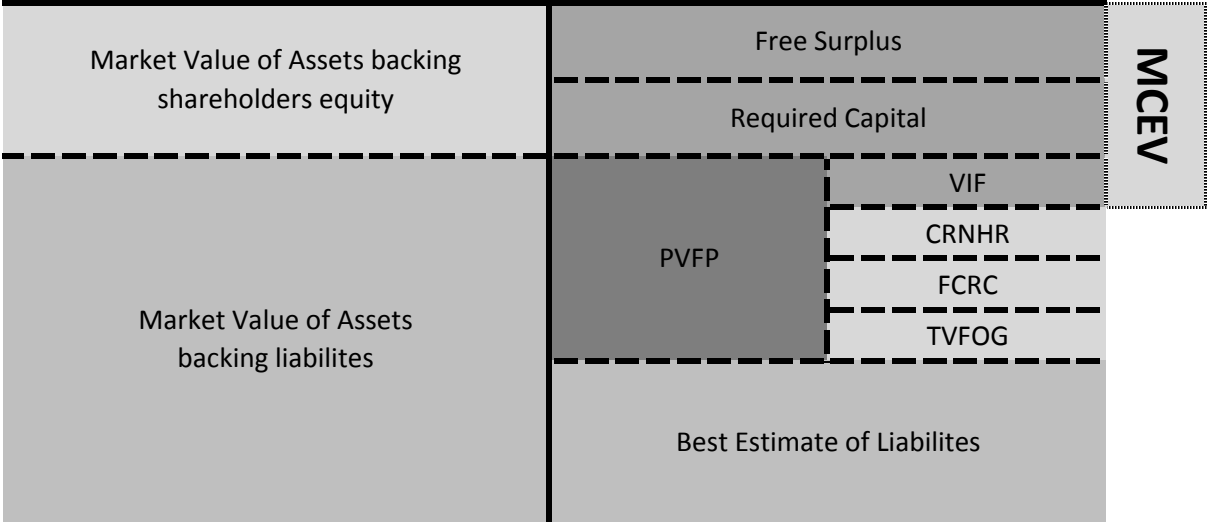 Market Value of Assets backing
shareholders equity
Free Surplus
Required Capital
MCEV
Market Value of Assets
backing liabilites
PVFP
VIF
CRNHR
FCRC
TVFOG
Best Estimate of Liabilites